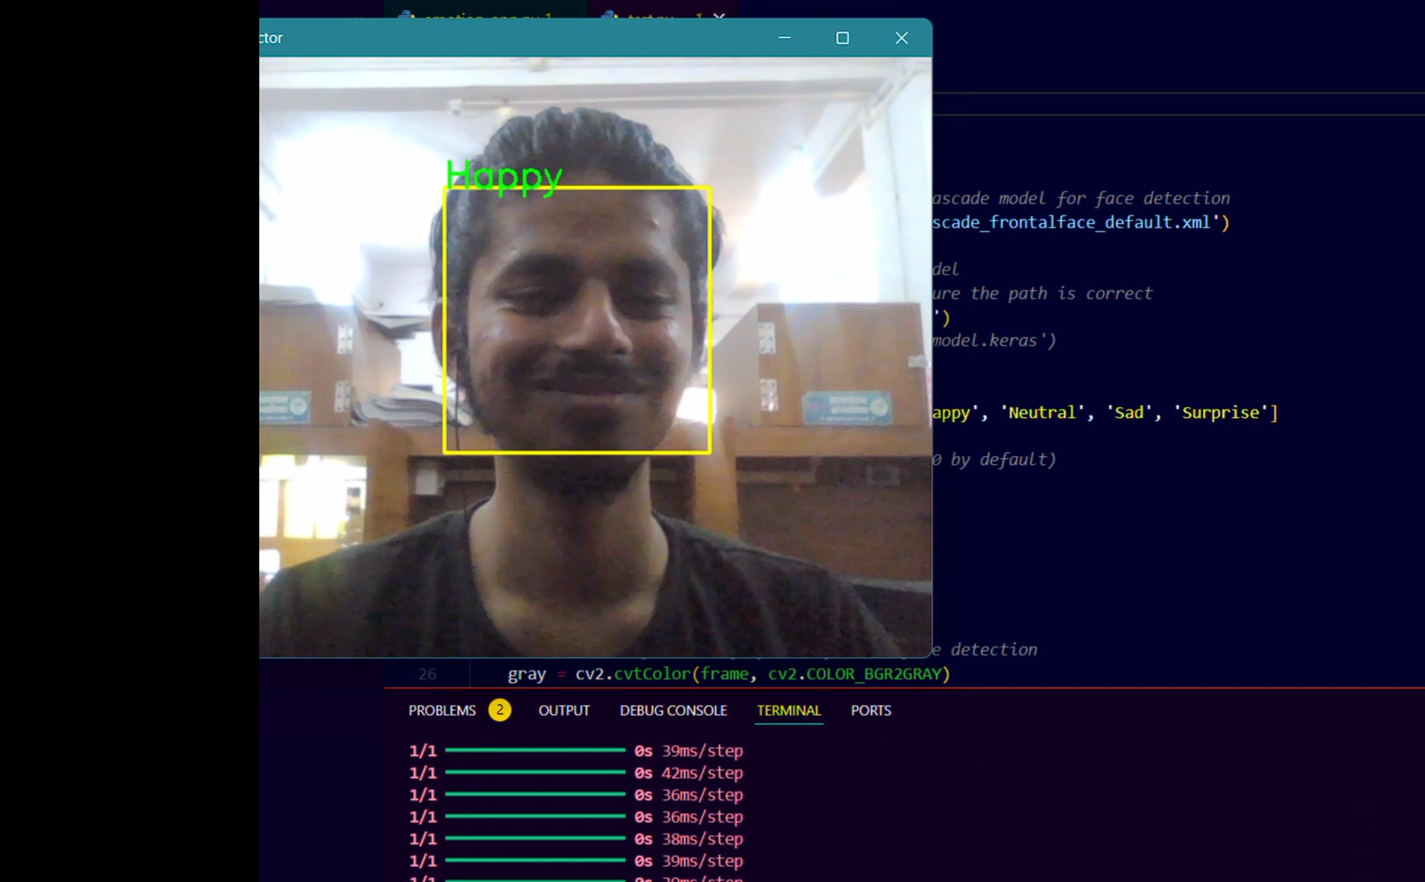 ctor
Happy
ascade model for face detection
scade_frontalface_default.xml')
del
ure the path is correct
')
model.keras')
appy', 'Neutral', 'Sad', 'Surprise']
0 by default)
e detection
26 gray = cv2.cvtColor(frame, cv2.COLOR_BGR2GRAY)
PROBLEMS 2 OUTPUT DEBUG CONSOLE TERMINAL PORTS
1/1 0s 39ms/step
1/1 0s 42ms/step
1/1 0s 36ms/step
1/1 0s 36ms/step
1/1 0s 38ms/step
1/1 0s 39ms/step